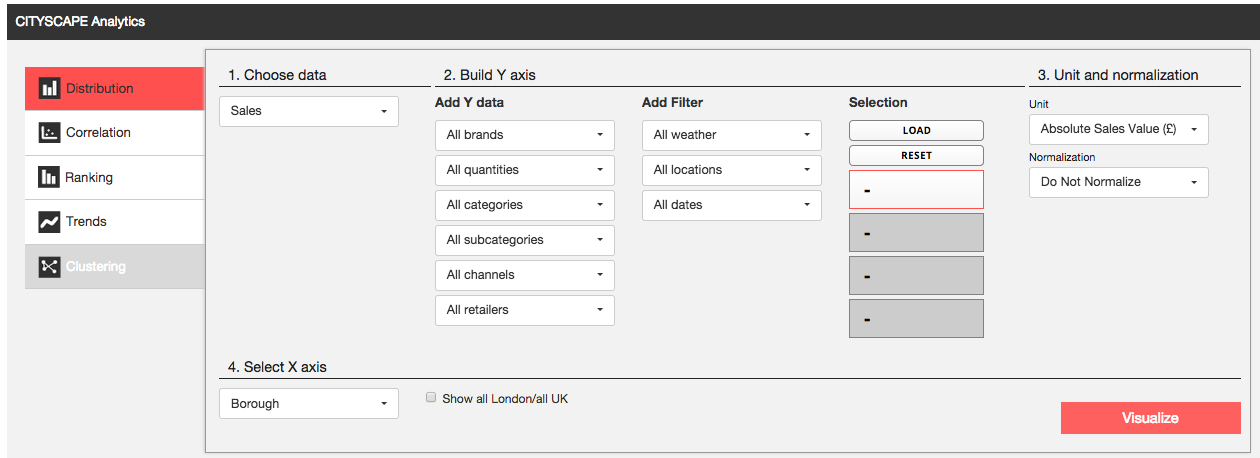 CITYSCAPE Analytics
Distribution
Correlation
Ranking
Trends
Clustering
1. Choose data
Sales
2. Build Y axis
Add Y data
All brands
All quantities
All categories
All subcategories
All channels
All retailers
Add Filter
All weather
All locations
All dates
Selection
LOAD
RESET
-
-
-
-
3. Unit and normalization
Unit
Absolute Sales Value (£)
Normalization
Do Not Normalize
4. Select X axis
Borough
Show all London/all UK
Visualize